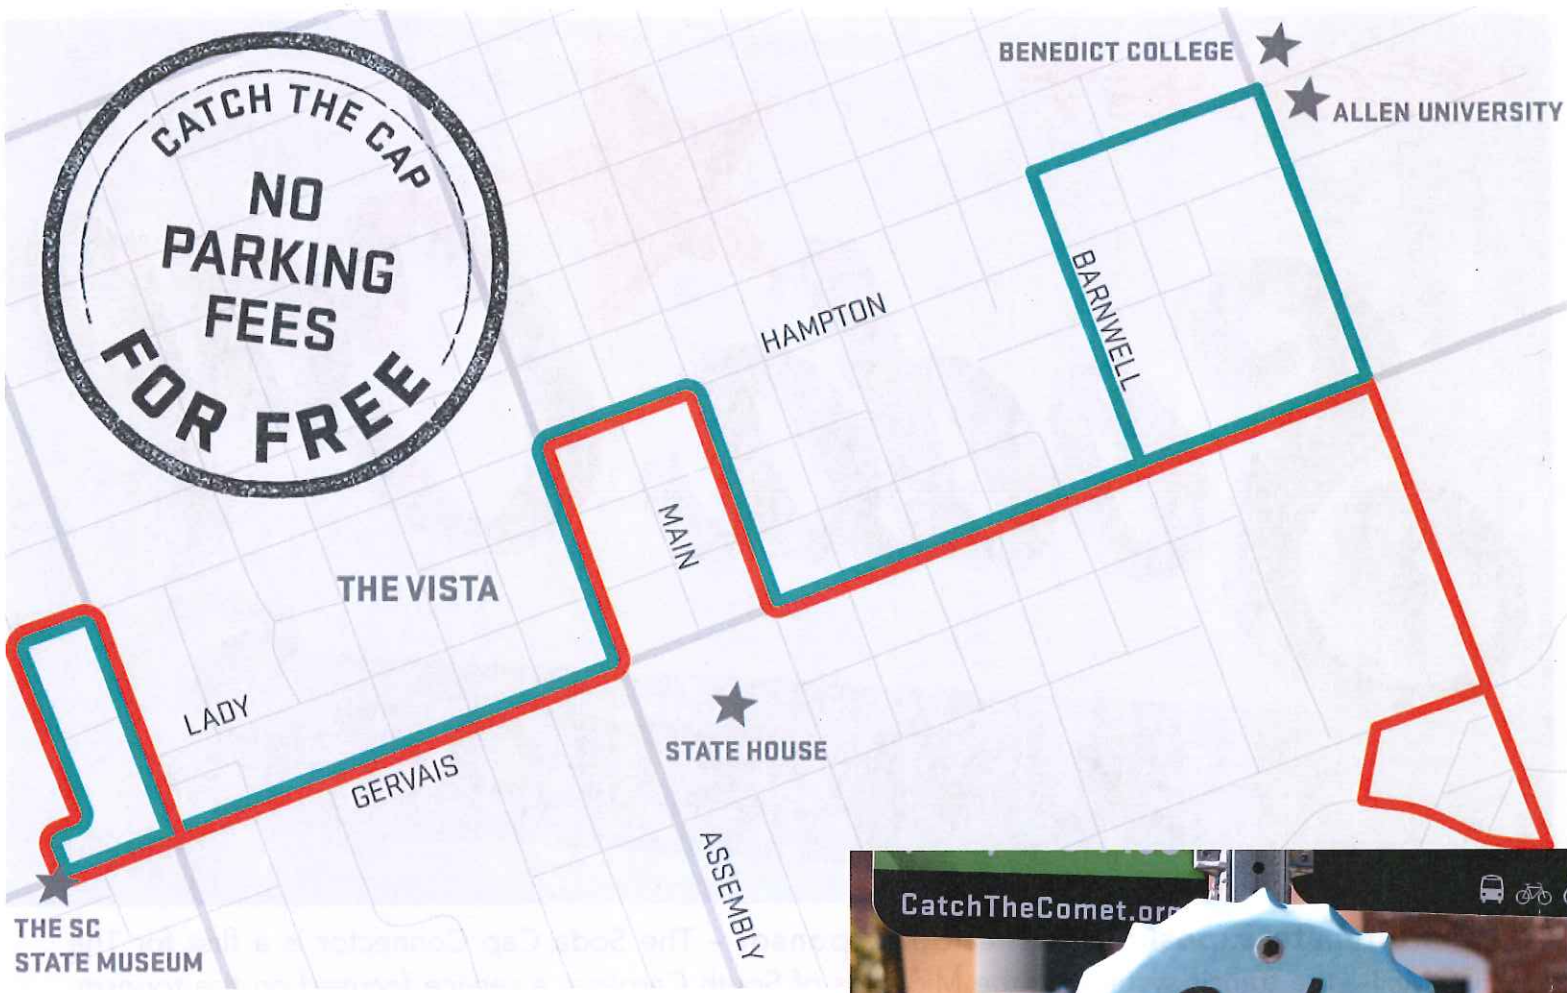 CATCH THE CAP
NO
PARKING
FEES
FOR FREE
BENEDICT COLLEGE
ALLEN UNIVERSITY
BARNWELL
HAMPTON
MAIN
THE VISTA
LADY
GERVAIS
STATE HOUSE
ASSEMBLY
THE SC
STATE MUSEUM
CatchTheComet.org